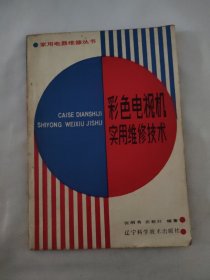 家用电器维修丛书
彩色电视机
实用维修技术
CAISE DIANSHIJI
SHIYONG WEIXIU JISHU
编著
辽宁科学技术出版社